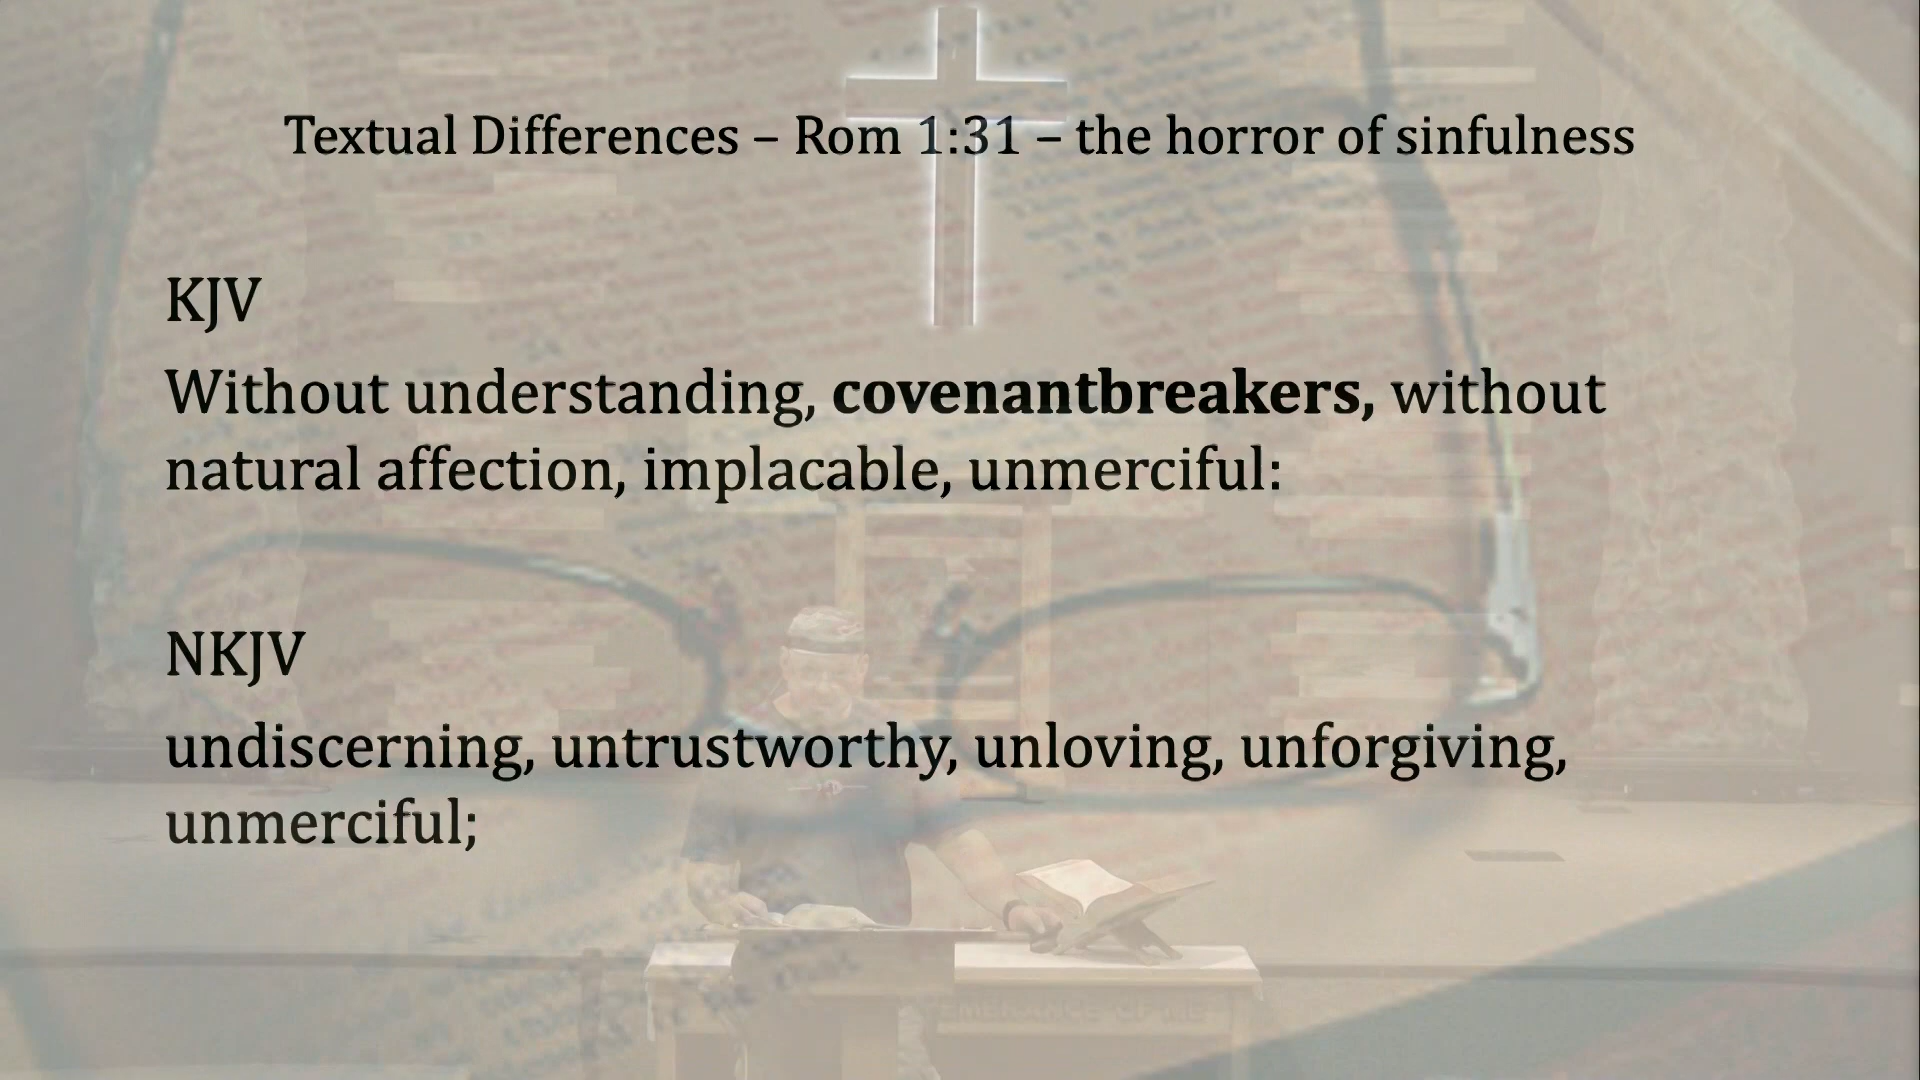 Textual Differences – Rom 1:31 – the horror of sinfulness
KJV
Without understanding, covenantbreakers, without
natural affection, implacable, unmerciful:
NKJV
undiscerning, untrustworthy, unloving, unforgiving,
unmerciful;